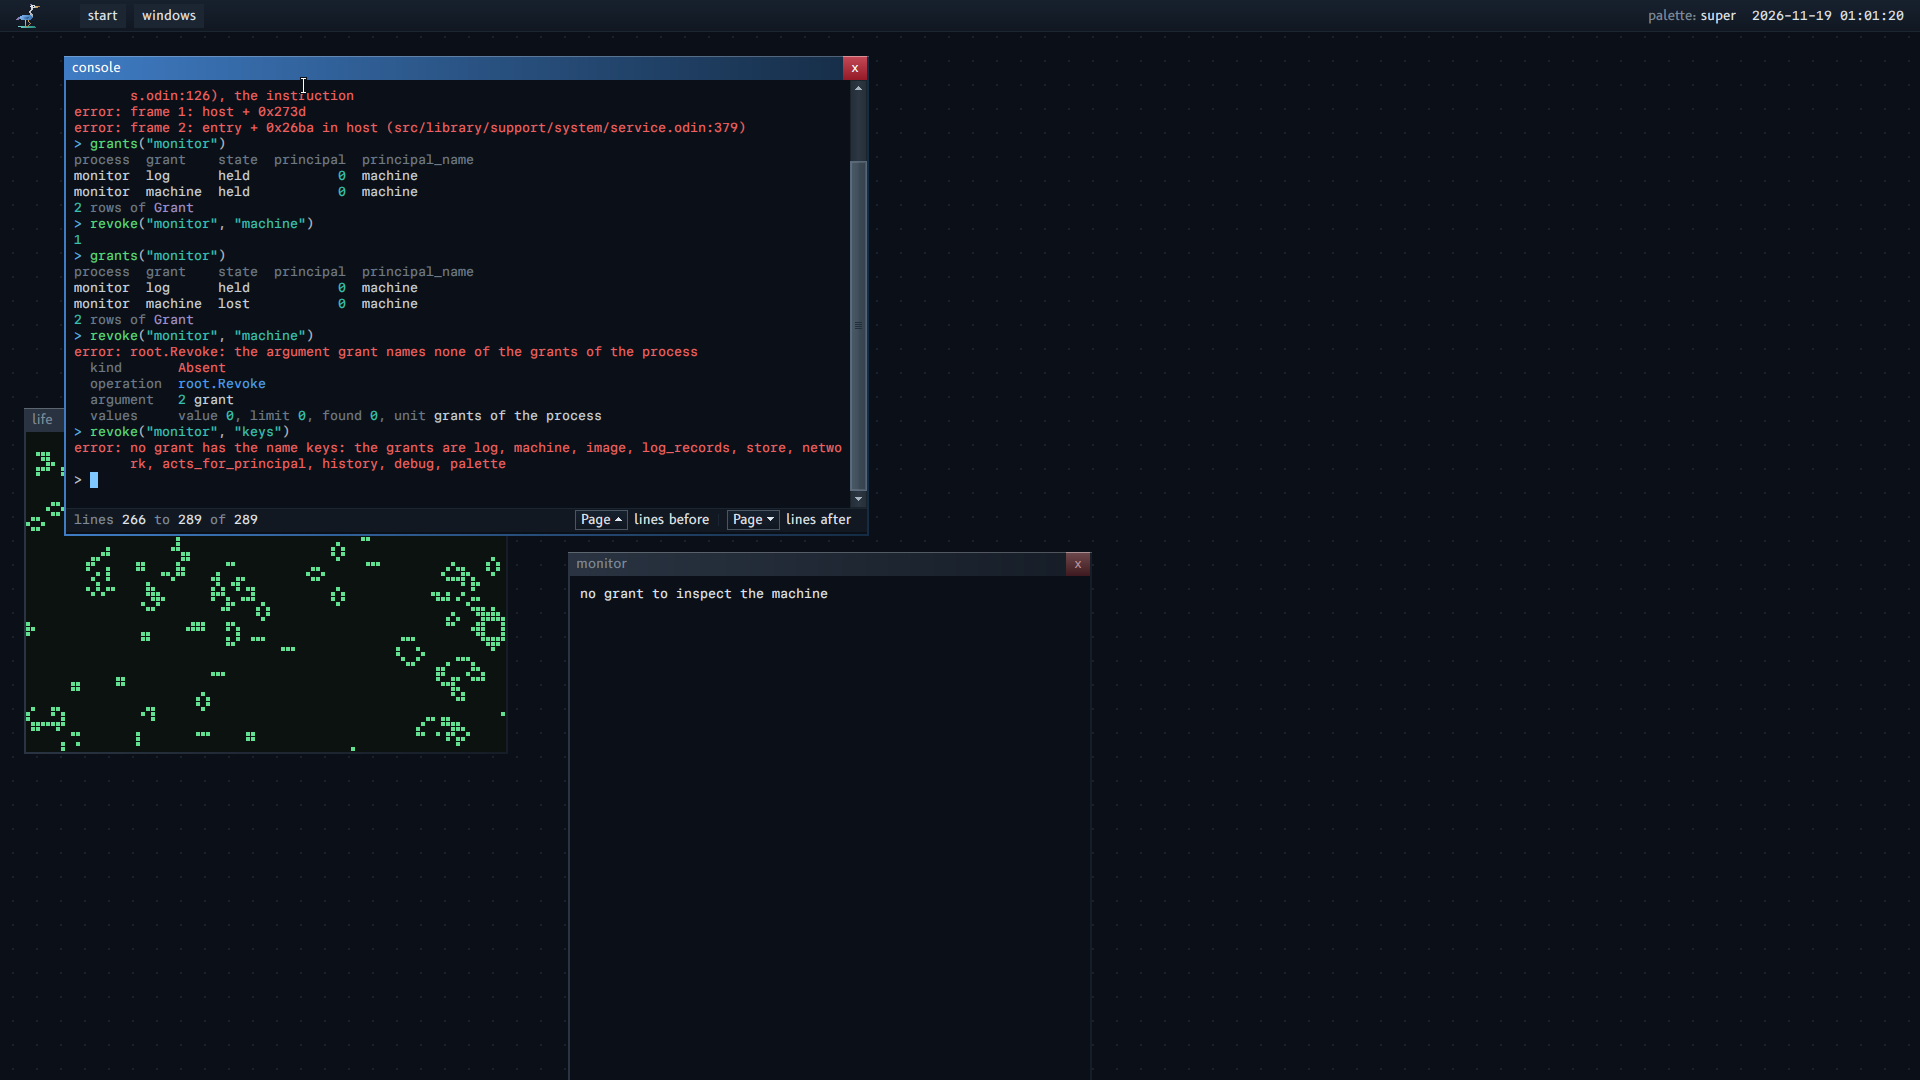 start windows palette: super 2026-11-19 01:01:20
console x
s.odin:126), the instruction
error: frame 1: host + 0x273d
error: frame 2: entry + 0x26ba in host (src/library/support/system/service.odin:379)
> grants("monitor")
process grant state principal principal_name
monitor log held 0 machine
monitor machine held 0 machine
2 rows of Grant
> revoke("monitor", "machine")
1
> grants("monitor")
process grant state principal principal_name
monitor log held 0 machine
monitor machine lost 0 machine
2 rows of Grant
> revoke("monitor", "machine")
error: root.Revoke: the argument grant names none of the grants of the process
kind Absent
operation root.Revoke
argument 2 grant
values value 0, limit 0, found 0, unit grants of the process
> revoke("monitor", "keys")
error: no grant has the name keys: the grants are log, machine, image, log_records, store, netwo
rk, acts_for_principal, history, debug, palette
>
lines 266 to 289 of 289 Page lines before Page lines after
life
monitor x
no grant to inspect the machine